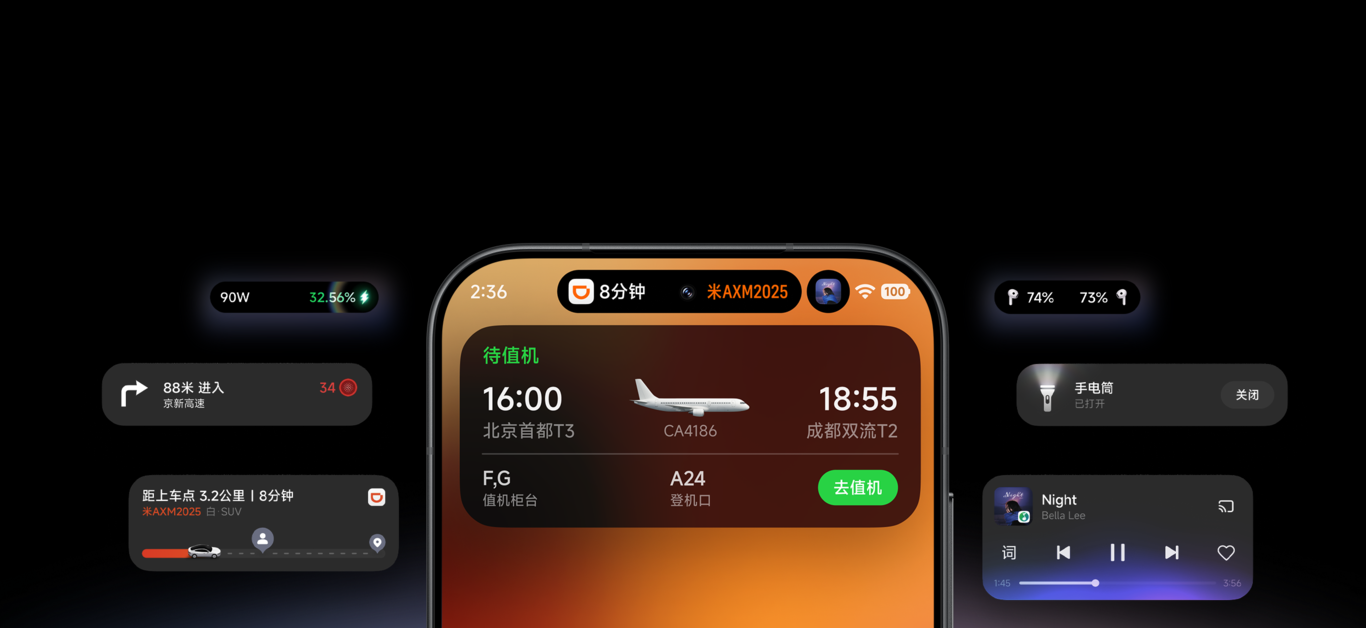 90W
32.56%
88米 进入
京新高速
34
距上车点 3.2公里 | 8分钟
米AXM2025 白·SUV
2:36
8分钟
米AXM2025
100
待值机
16:00
18:55
北京首都T3
CA4186
成都双流T2
F,G
A24
值机柜台
登机口
去值机
74%
73%
手电筒
已打开
关闭
Night
Night
Bella Lee
词
1:45
3:56